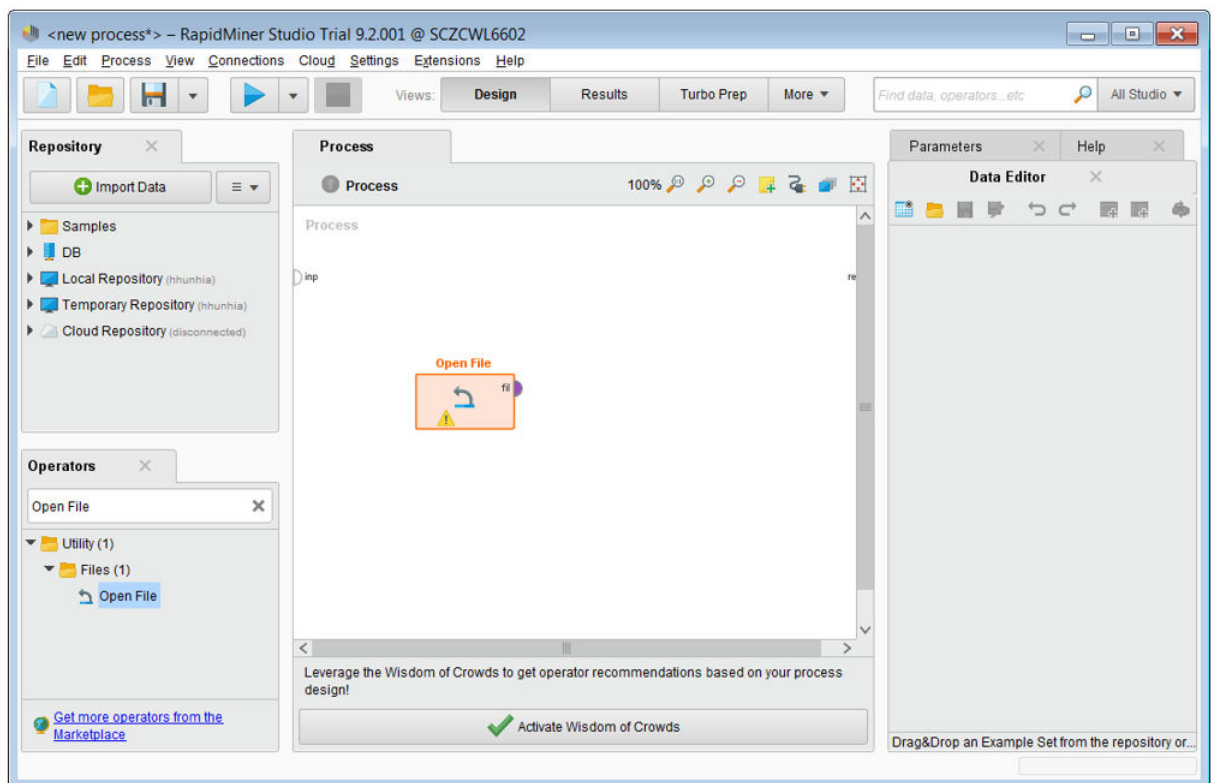 <new process*> – RapidMiner Studio Trial 9.2.001 @ SCZCWL6602
File Edit Process View Connections Cloud Settings Extensions Help
Views: Design Results Turbo Prep More Find data, operators...etc All Studio
Repository
Import Data
Samples
DB
Local Repository (hhunhia)
Temporary Repository (hhunhia)
Cloud Repository (disconnected)
Operators
Open File
Utility (1)
Files (1)
Open File
Get more operators from the
Marketplace
Process
Process 100%
Process
inp re
Open File
fil
Leverage the Wisdom of Crowds to get operator recommendations based on your process
design!
Activate Wisdom of Crowds
Parameters Help
Data Editor
Drag&Drop an Example Set from the repository or...